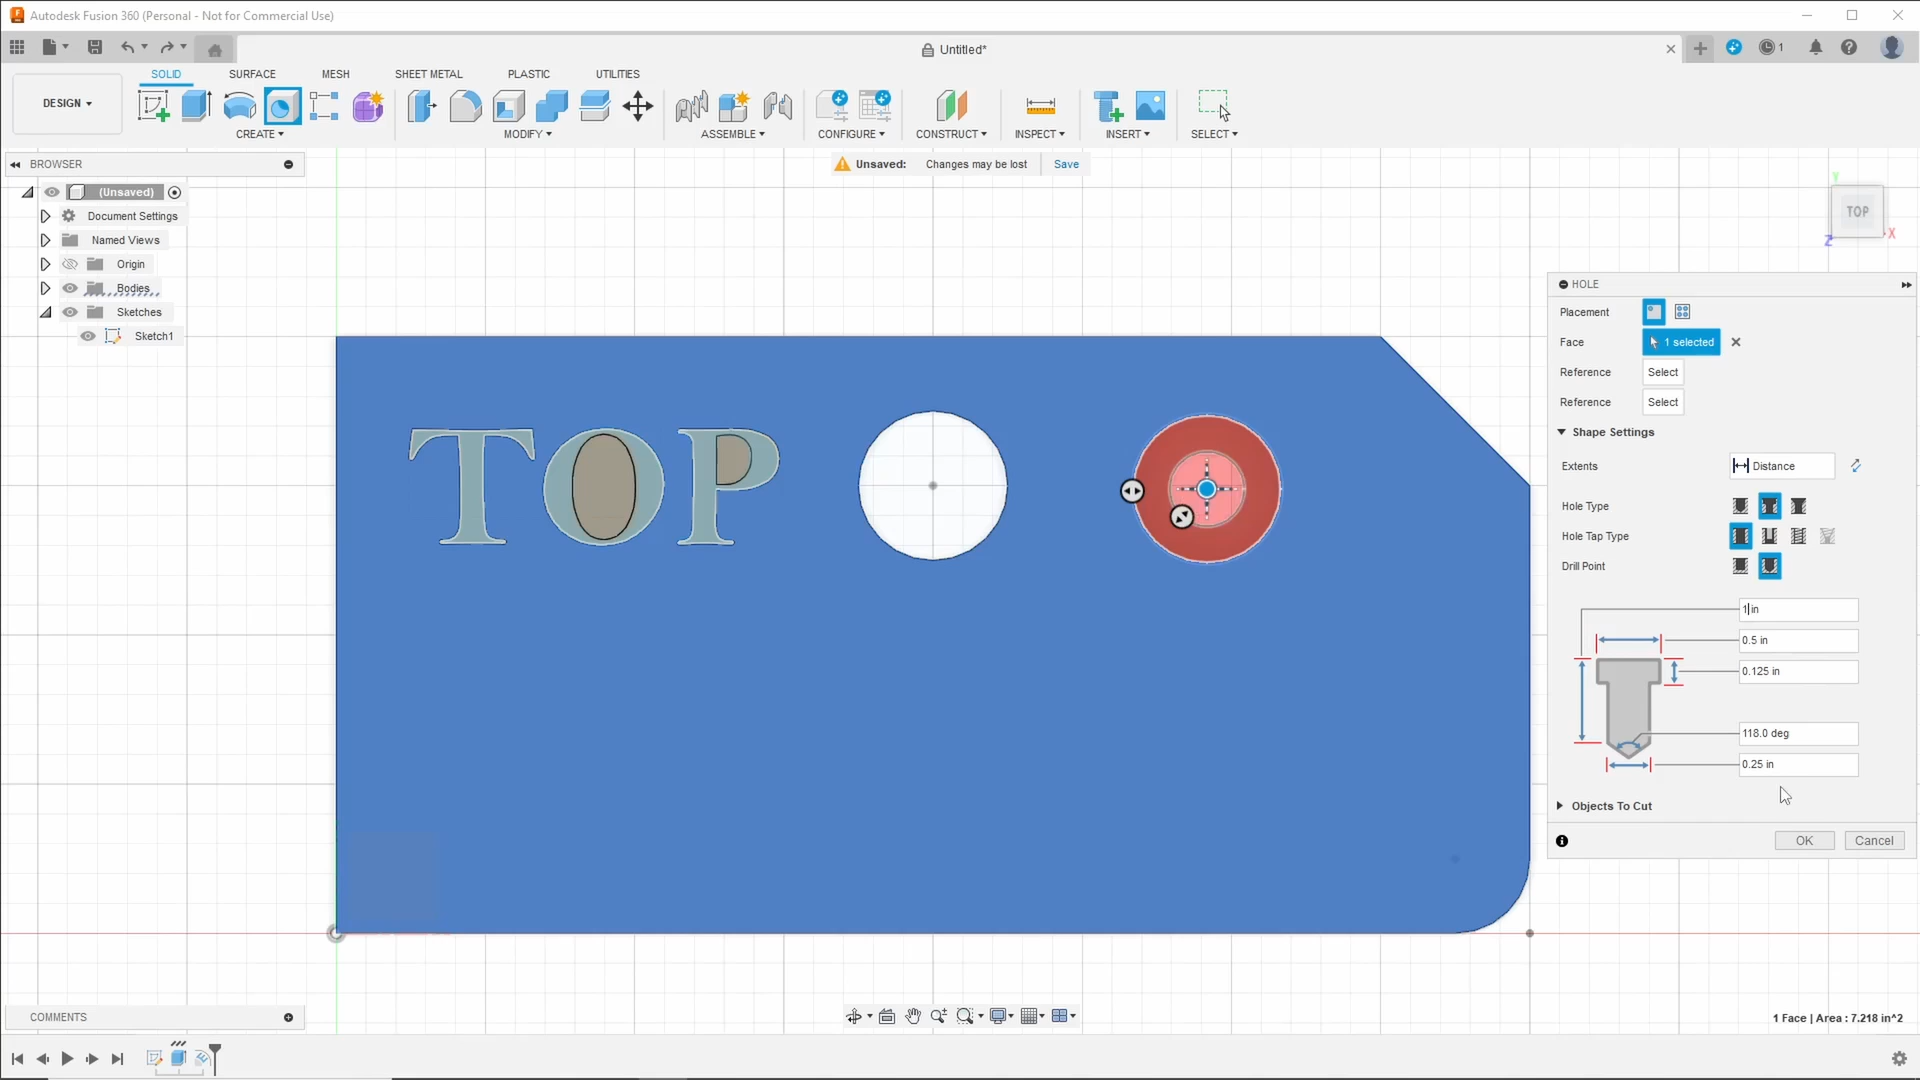 Autodesk Fusion 360 (Personal - Not for Commercial Use)
Untitled*
1
SOLID SURFACE MESH SHEET METAL PLASTIC UTILITIES
DESIGN
CREATE MODIFY ASSEMBLE CONFIGURE CONSTRUCT INSPECT INSERT SELECT
BROWSER
Unsaved: Changes may be lost Save
(Unsaved)
Document Settings
Named Views
Origin
Bodies
Sketches
Sketch1
Y
TOP
Z X
HOLE
Placement
Face 1 selected
Reference Select
Reference Select
Shape Settings
Extents Distance
Hole Type
Hole Tap Type
Drill Point
1 in
0.5 in
0.125 in
118.0 deg
0.25 in
Objects To Cut
OK Cancel
TOP
COMMENTS
1 Face | Area : 7.218 in^2